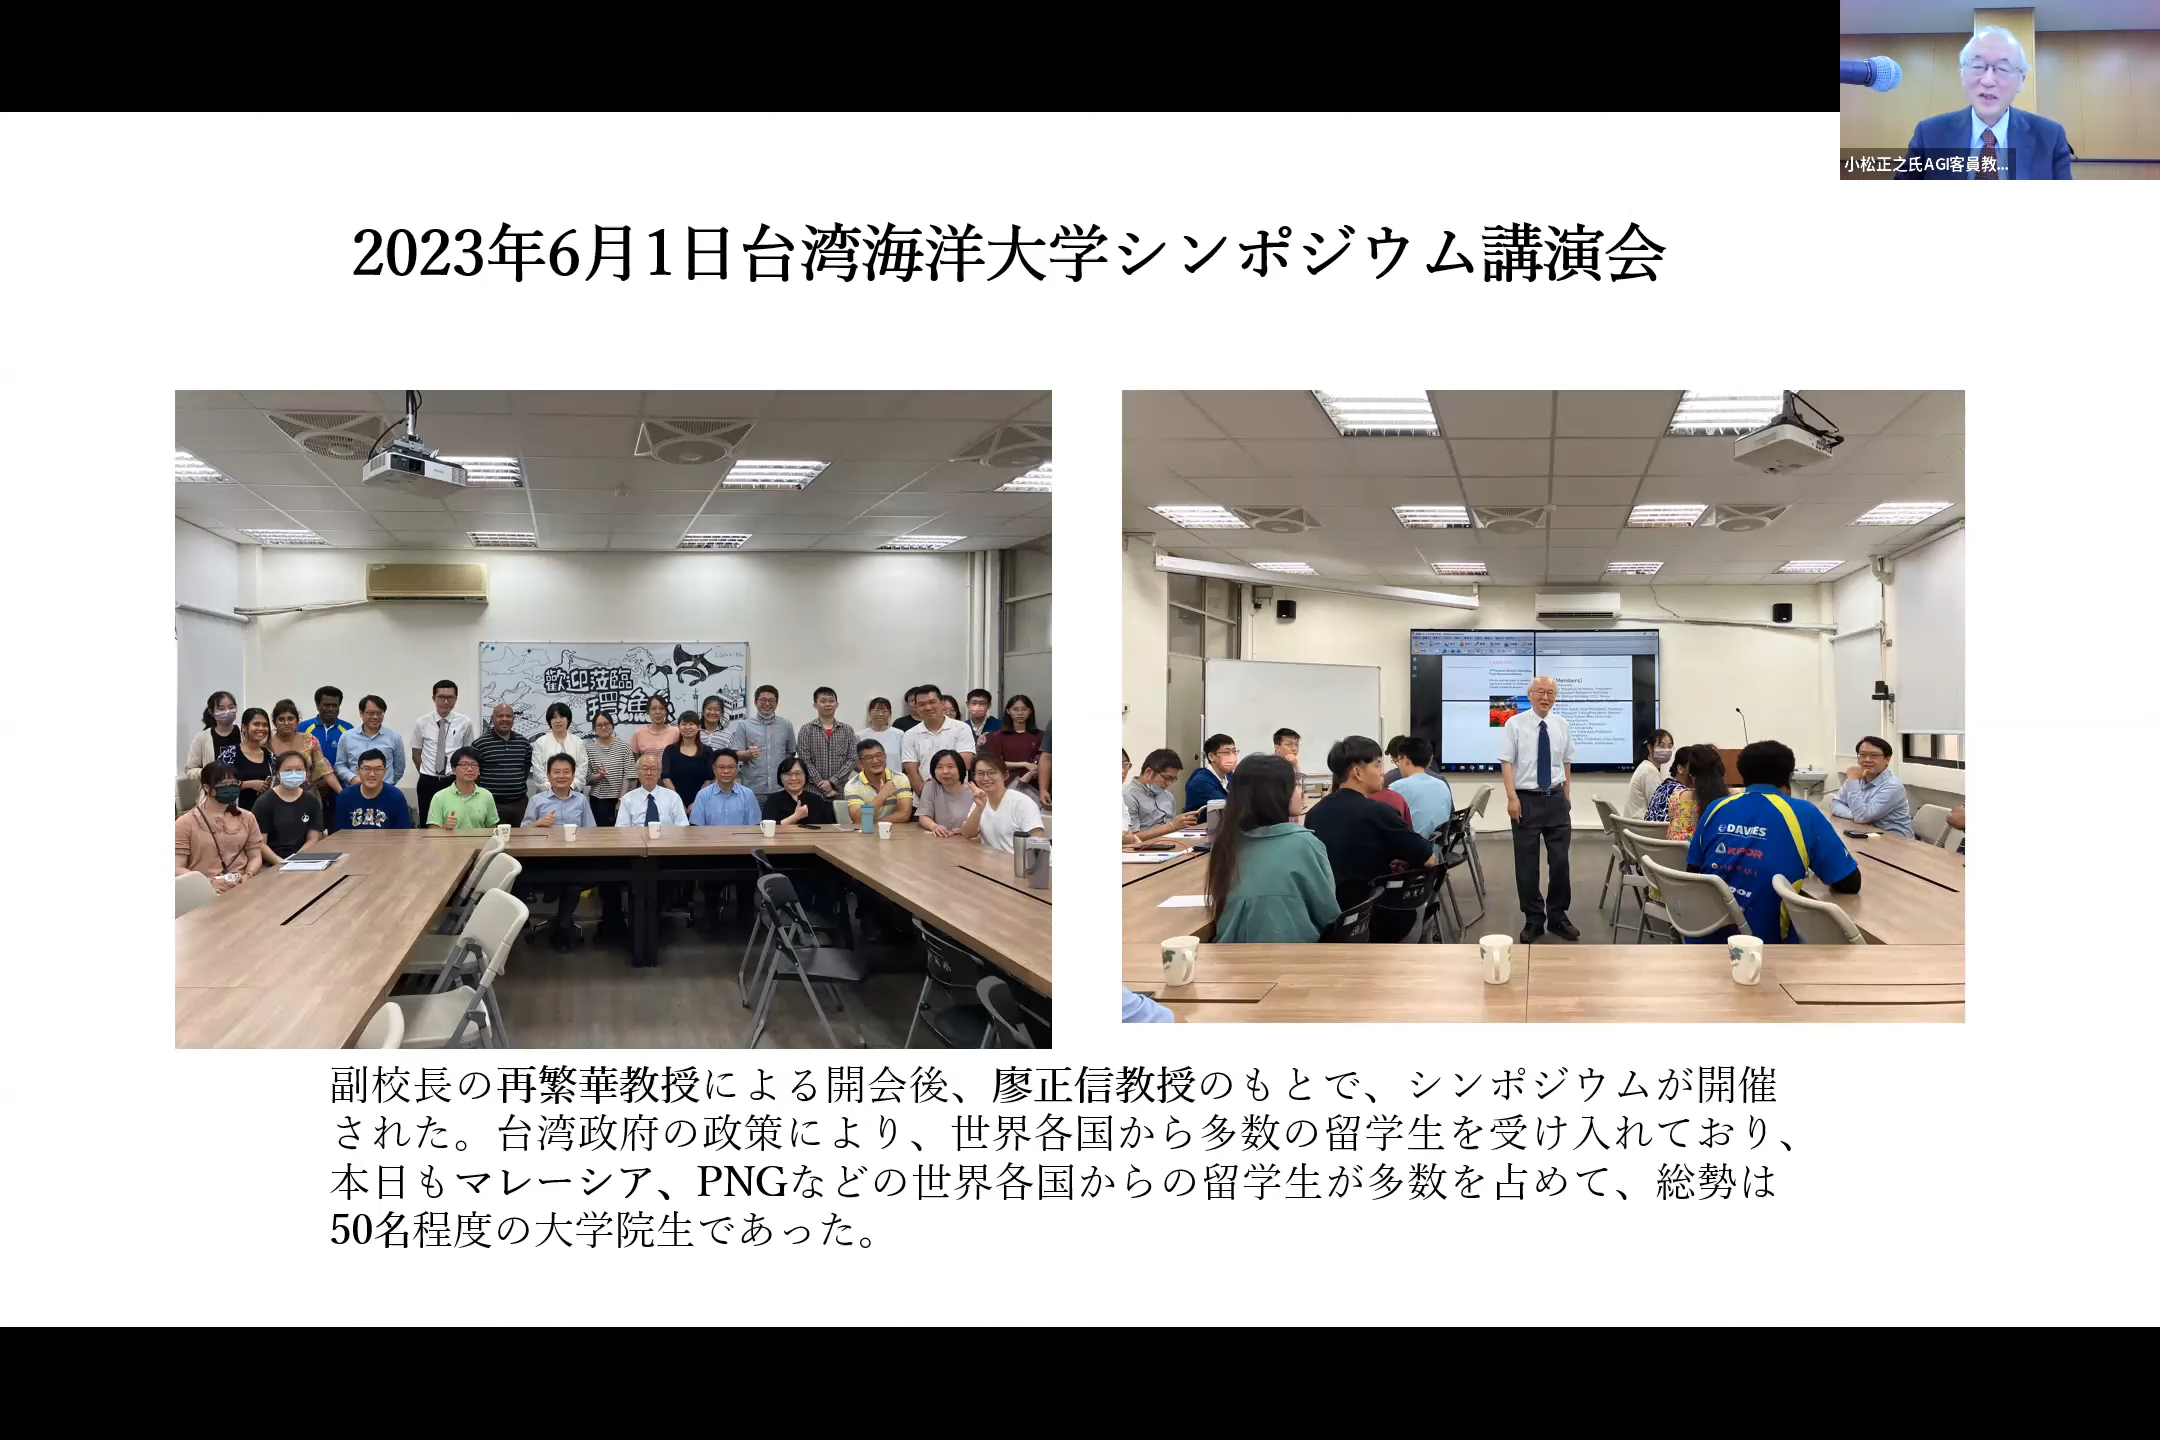 小松正之氏AGI客員教...
2023年6月1日台湾海洋大学シンポジウム講演会
歡迎蒞臨
環漁
GAP
[Members]
DAVIES
KPOR
副校長の再繁華教授による開会後、廖正信教授のもとで、シンポジウムが開催
された。台湾政府の政策により、世界各国から多数の留学生を受け入れており、
本日もマレーシア、PNGなどの世界各国からの留学生が多数を占めて、総勢は
50名程度の大学院生であった。